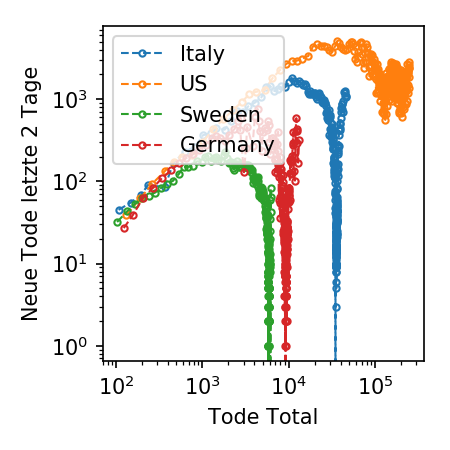 Neue Tode letzte 2 Tage
10³
10²
10¹
10⁰
Italy
US
Sweden
Germany
10² 10³ 10⁴ 10⁵
Tode Total